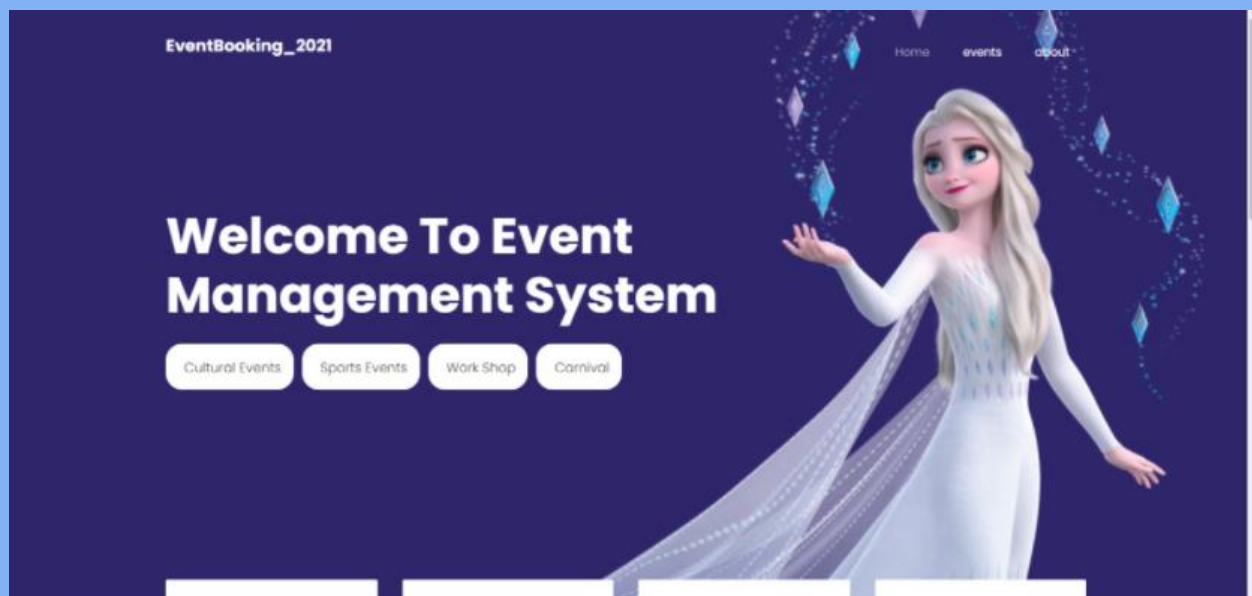 EventBooking_2021
Home events about
Welcome To Event
Management System
Cultural Events Sports Events Work Shop Carnival